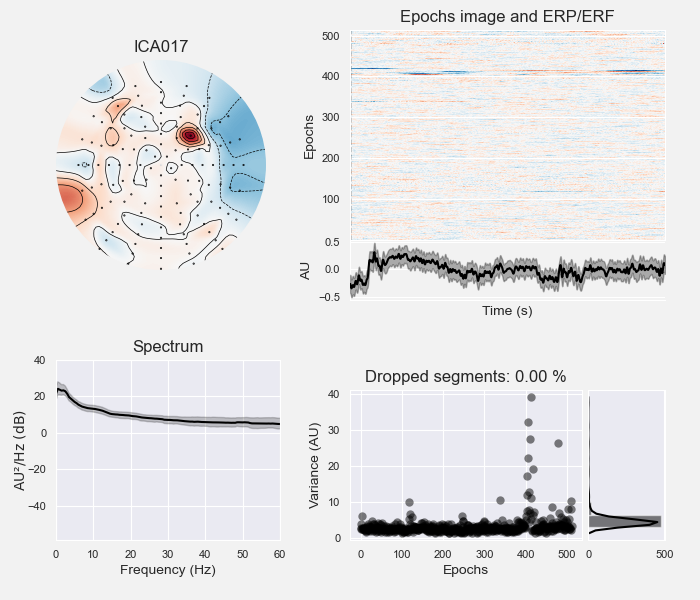 ICA017
Epochs image and ERP/ERF
Epochs
500
400
300
200
100
0.5
0.0
−0.5
AU
Time (s)
Spectrum
AU²/Hz (dB)
40
20
0
−20
−40
0 10 20 30 40 50 60
Frequency (Hz)
Dropped segments: 0.00 %
Variance (AU)
40
30
20
10
0
0 100 200 300 400 500
Epochs
0 500